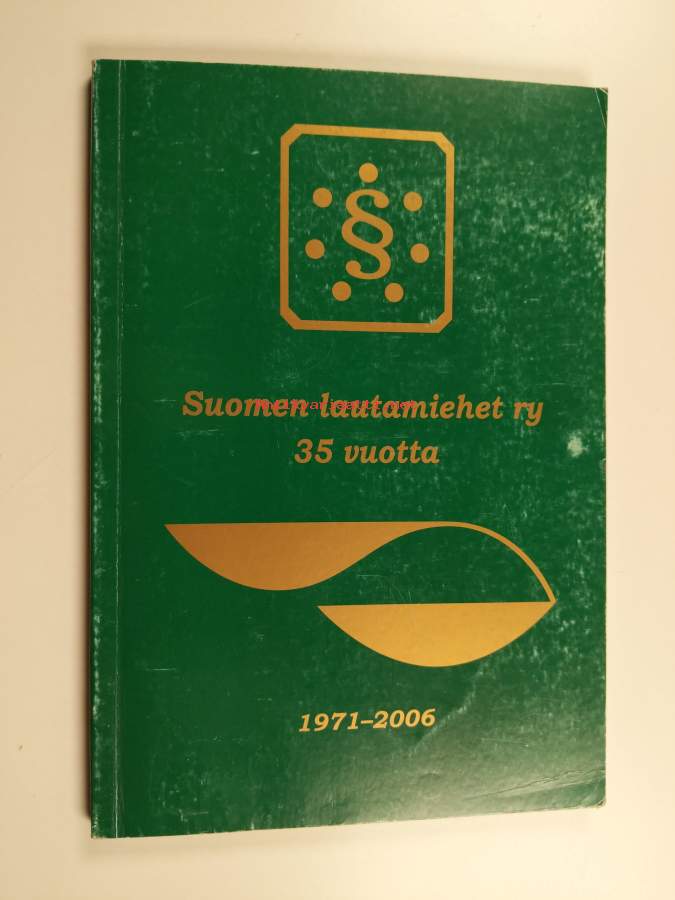 §
Suomen lautamiehet ry
35 vuotta
1971–2006